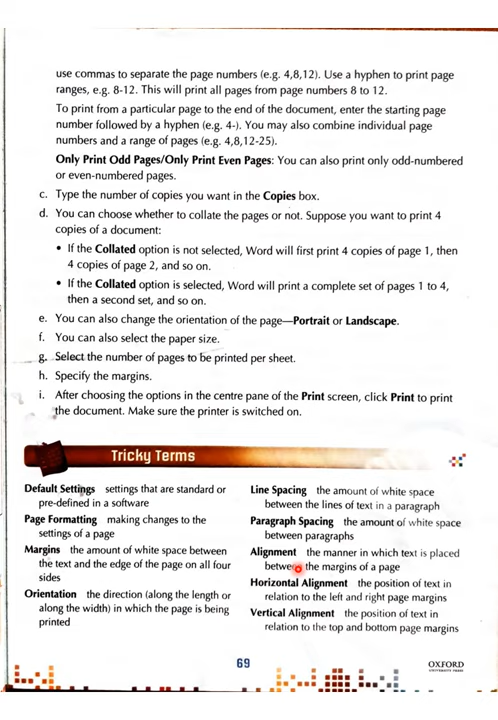 use commas to separate the page numbers (e.g. 4,8,12). Use a hyphen to print page
ranges, e.g. 8-12. This will print all pages from page numbers 8 to 12.
To print from a particular page to the end of the document, enter the starting page
number followed by a hyphen (e.g. 4-). You may also combine individual page
numbers and a range of pages (e.g. 4,8,12-25).
Only Print Odd Pages/Only Print Even Pages: You can also print only odd-numbered
or even-numbered pages.
c. Type the number of copies you want in the Copies box.
d. You can choose whether to collate the pages or not. Suppose you want to print 4
copies of a document:
• If the Collated option is not selected, Word will first print 4 copies of page 1, then
4 copies of page 2, and so on.
• If the Collated option is selected, Word will print a complete set of pages 1 to 4,
then a second set, and so on.
e. You can also change the orientation of the page—Portrait or Landscape.
f. You can also select the paper size.
g. Select the number of pages to be printed per sheet.
h. Specify the margins.
i. After choosing the options in the centre pane of the Print screen, click Print to print
the document. Make sure the printer is switched on.
Tricky Terms
Default Settings settings that are standard or
pre-defined in a software
Page Formatting making changes to the
settings of a page
Margins the amount of white space between
the text and the edge of the page on all four
sides
Orientation the direction (along the length or
along the width) in which the page is being
printed
Line Spacing the amount of white space
between the lines of text in a paragraph
Paragraph Spacing the amount of white space
between paragraphs
Alignment the manner in which text is placed
between the margins of a page
Horizontal Alignment the position of text in
relation to the left and right page margins
Vertical Alignment the position of text in
relation to the top and bottom page margins
69
OXFORD
UNIVERSITY PRESS